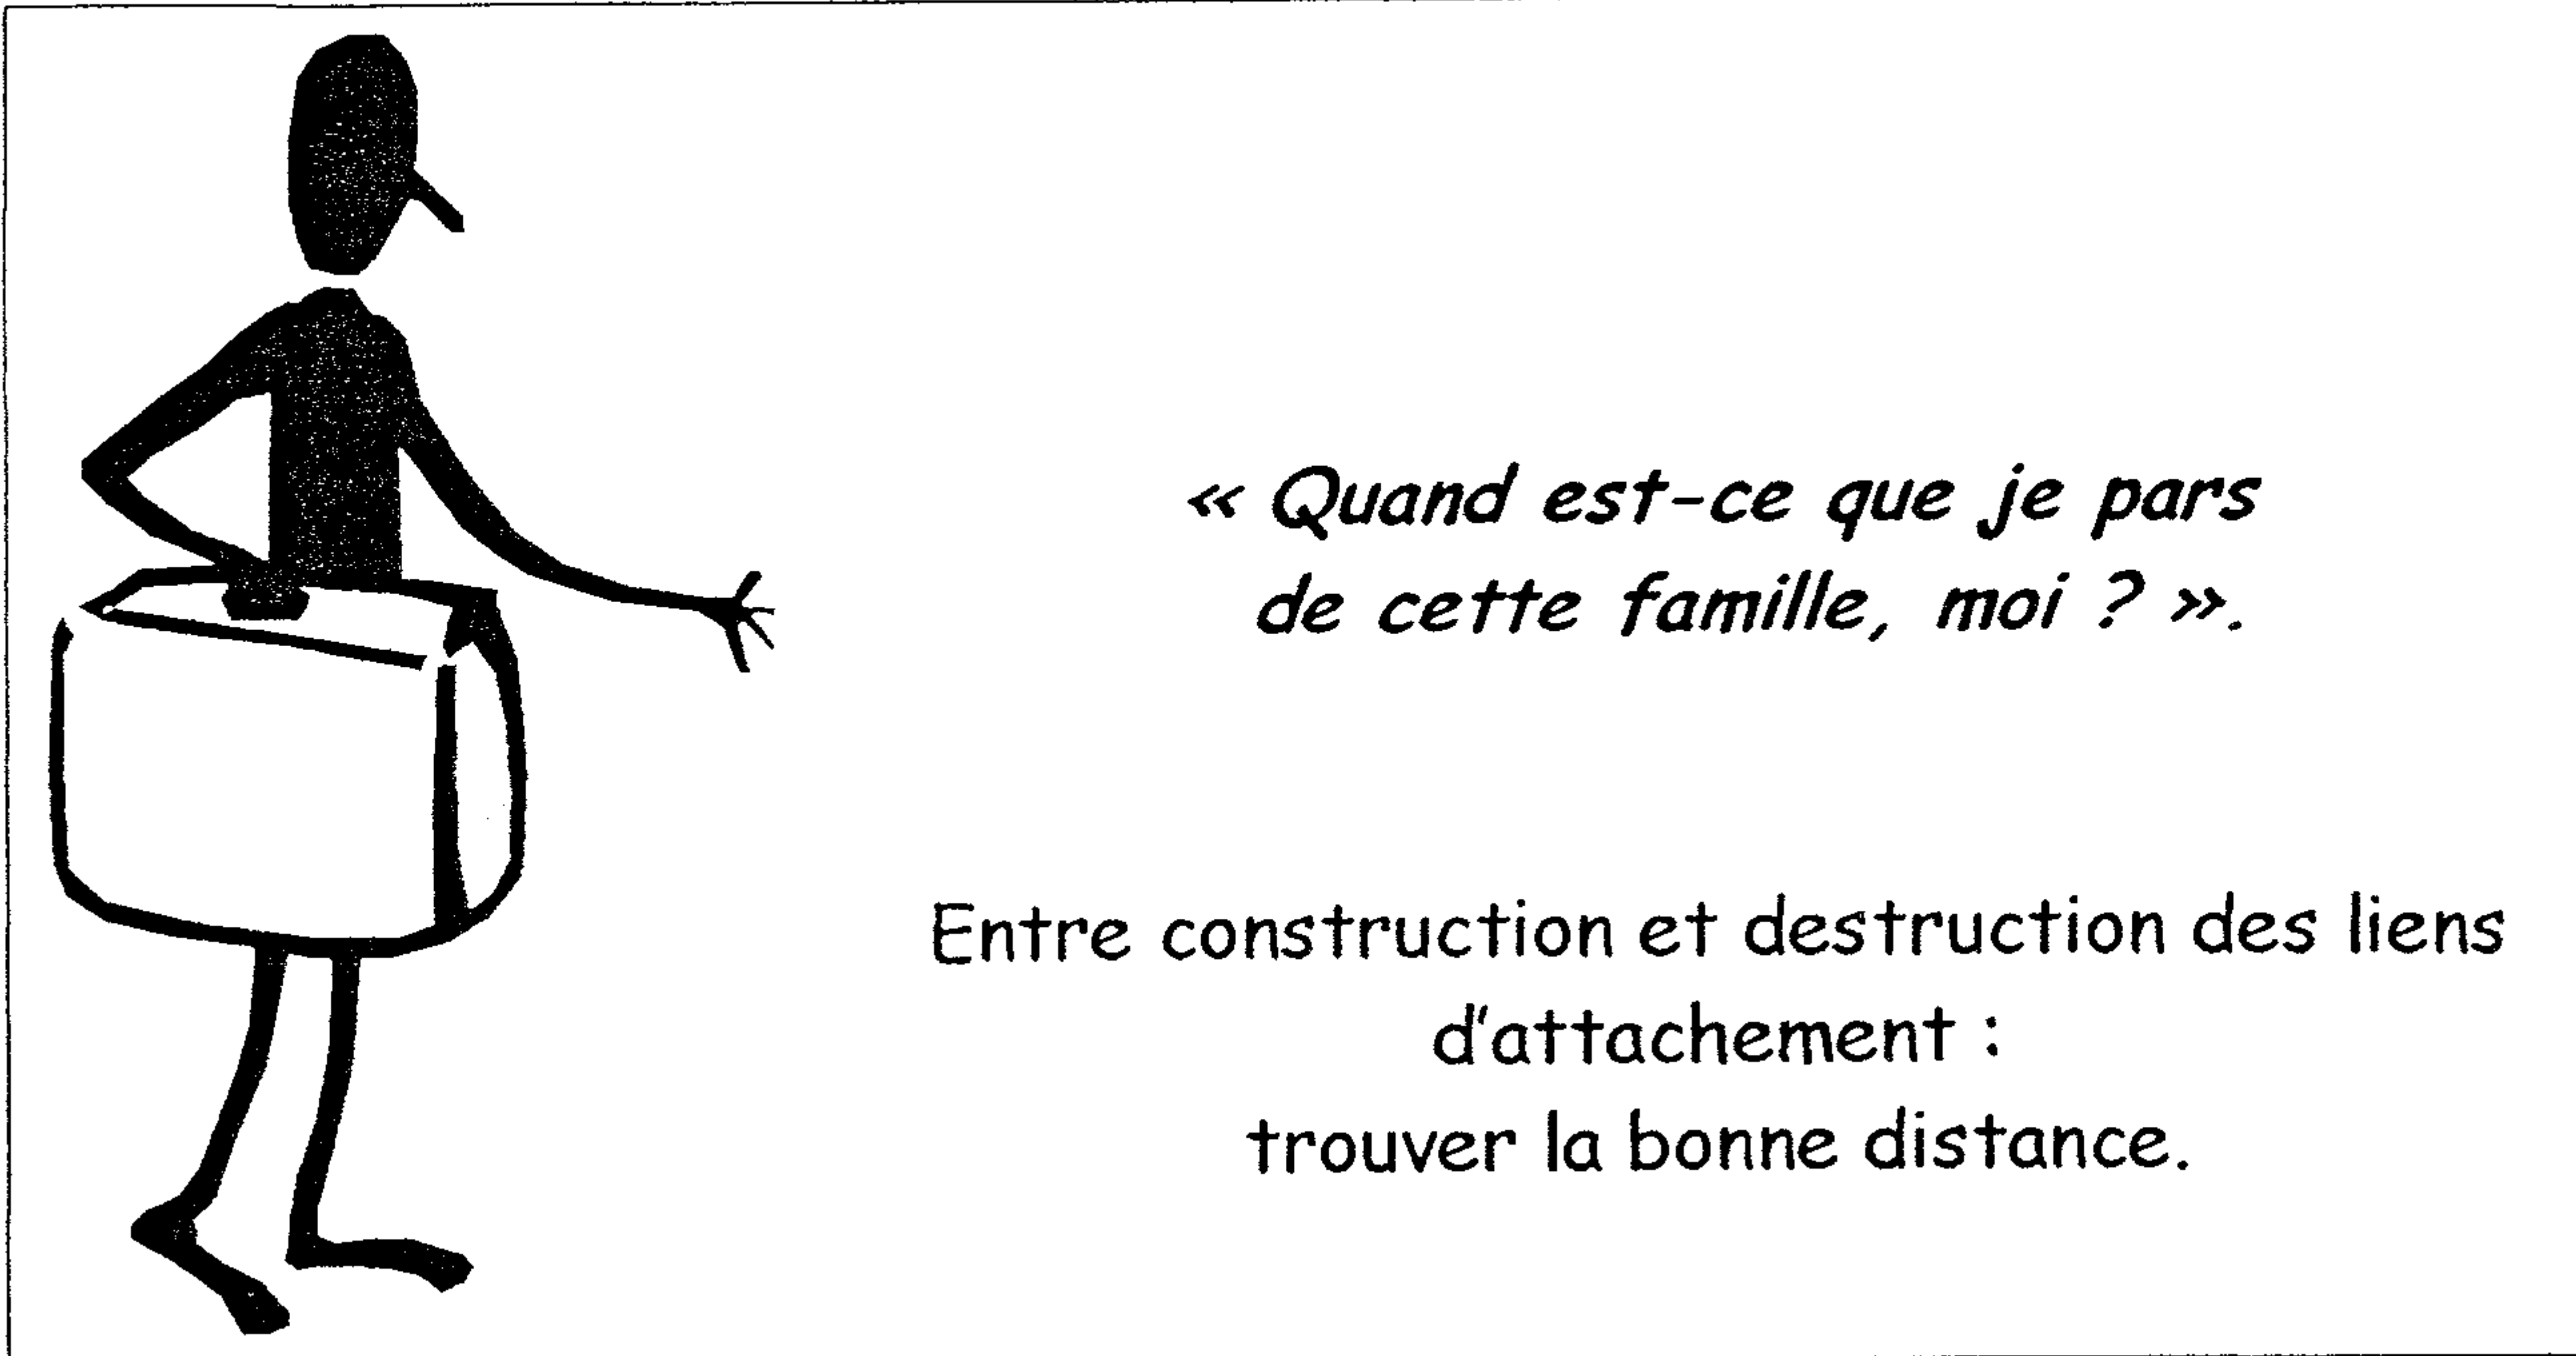 « Quand est-ce que je pars
de cette famille, moi ? ».
Entre construction et destruction des liens
d'attachement :
trouver la bonne distance.